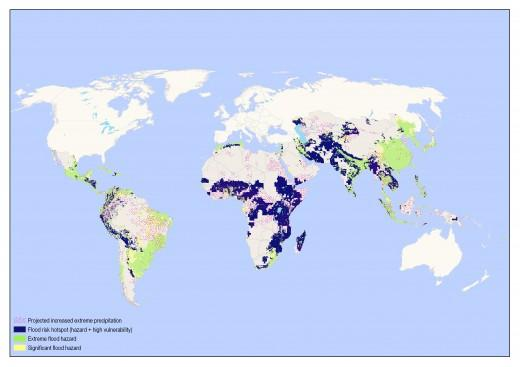 Projected increased extreme precipitation
Flood risk hotspot (hazard + high vulnerability)
Extreme flood hazard
Significant flood hazard